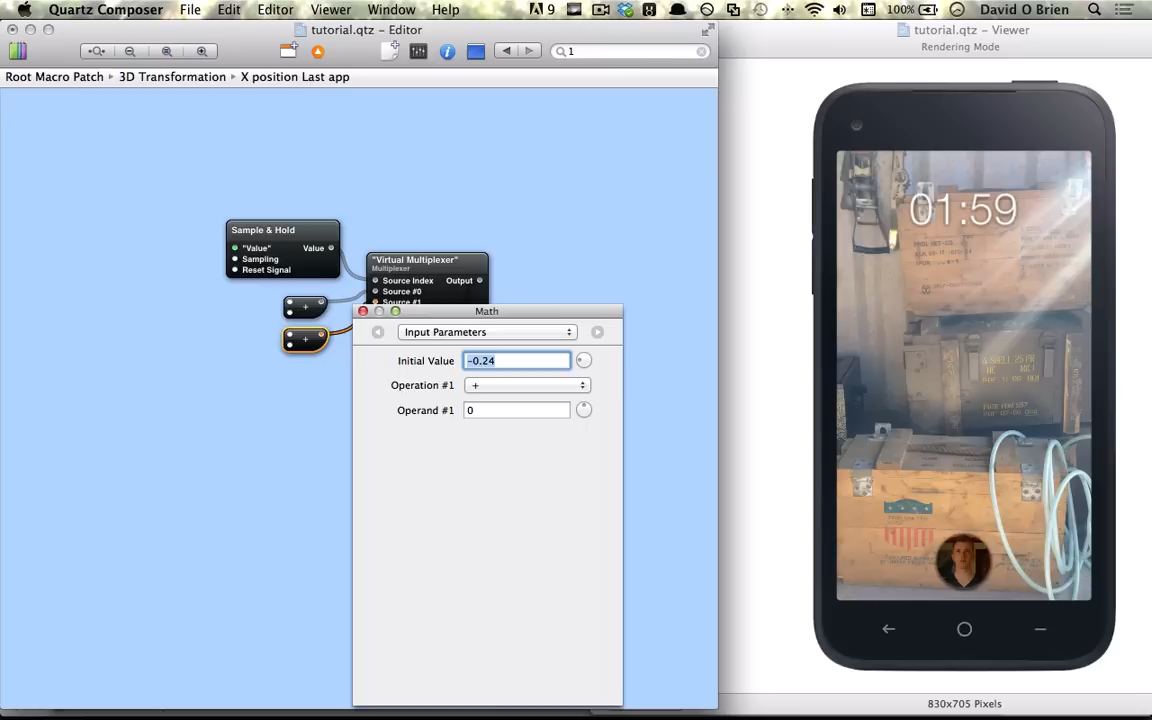 Quartz Composer File Edit Editor Viewer Window Help
9 100% David O Brien
tutorial.qtz – Editor
tutorial.qtz – Viewer
Rendering Mode
1
Root Macro Patch 3D Transformation X position Last app
Sample & Hold
"Value" Value
Sampling
Reset Signal
"Virtual Multiplexer"
Multiplexer
Source Index Output
Source #0
Source #1
+
+
Math
Input Parameters
Initial Value -0.24
Operation #1 +
Operand #1 0
01:59
830x705 Pixels